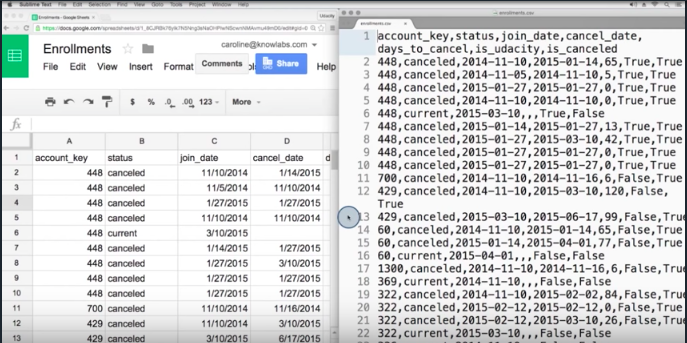 Sublime Text File Edit Selection Find View Goto Tools Project Window Help
Enrollments - Google Sheets
Udacity
Enrollments
caroline@knowlabs.com
File Edit View Insert Format
Comments
Share
Help
$ % .0 .00 123 More
fx
A B C D
1 account_key status join_date cancel_date d
2 448 canceled 11/10/2014 1/14/2015
3 448 canceled 11/5/2014 11/10/2014
4 448 canceled 1/27/2015 1/27/2015
5 448 canceled 11/10/2014 11/10/2014
6 448 current 3/10/2015
7 448 canceled 1/14/2015 1/27/2015
8 448 canceled 1/27/2015 3/10/2015
9 448 canceled 1/27/2015 1/27/2015
10 448 canceled 1/27/2015 1/27/2015
11 700 canceled 11/10/2014 11/16/2014
12 429 canceled 11/10/2014 3/10/2015
13 429 canceled 3/10/2015 6/17/2015
enrollments.csv
enrollments.csv
1 account_key,status,join_date,cancel_date,
days_to_cancel,is_udacity,is_canceled
2 448,canceled,2014-11-10,2015-01-14,65,True,True
3 448,canceled,2014-11-05,2014-11-10,5,True,True
4 448,canceled,2015-01-27,2015-01-27,0,True,True
5 448,canceled,2014-11-10,2014-11-10,0,True,True
6 448,current,2015-03-10,,,True,False
7 448,canceled,2015-01-14,2015-01-27,13,True,True
8 448,canceled,2015-01-27,2015-03-10,42,True,True
9 448,canceled,2015-01-27,2015-01-27,0,True,True
10 448,canceled,2015-01-27,2015-01-27,0,True,True
11 700,canceled,2014-11-10,2014-11-16,6,False,True
12 429,canceled,2014-11-10,2015-03-10,120,False,
True
13 429,canceled,2015-03-10,2015-06-17,99,False,True
14 60,canceled,2014-11-10,2015-01-14,65,False,True
15 60,canceled,2015-01-14,2015-04-01,77,False,True
16 60,current,2015-04-01,,,False,False
17 1300,canceled,2014-11-10,2014-11-16,6,False,True
18 369,current,2014-11-10,,,False,False
19 322,canceled,2014-11-10,2015-02-02,84,False,True
20 322,canceled,2015-02-12,2015-02-12,0,False,True
21 322,canceled,2015-02-12,2015-03-10,26,False,True
22 322,current,2015-03-10,,,False,False